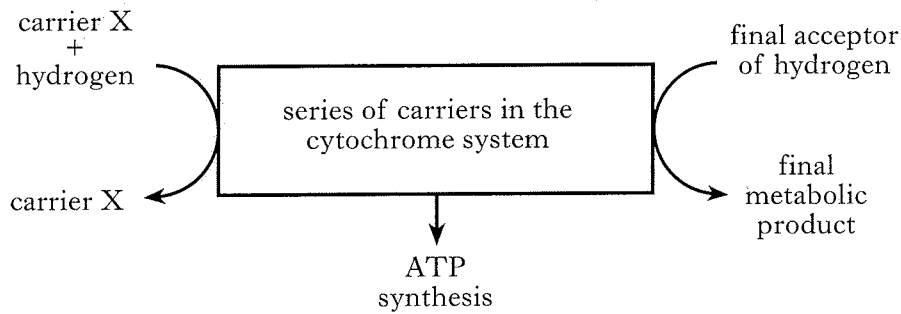 carrier X
+
hydrogen
final acceptor
of hydrogen
series of carriers in the
cytochrome system
carrier X
final
metabolic
product
ATP
synthesis